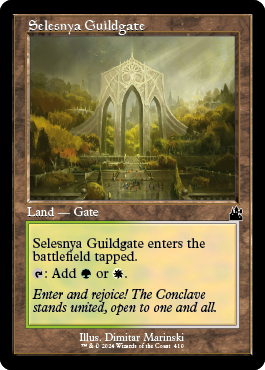 Selesnya Guildgate
Land — Gate
Selesnya Guildgate enters the
battlefield tapped.
: Add or .
Enter and rejoice! The Conclave
stands united, open to one and all.
Illus. Dimitar Marinski
™ & © 2024 Wizards of the Coast 410